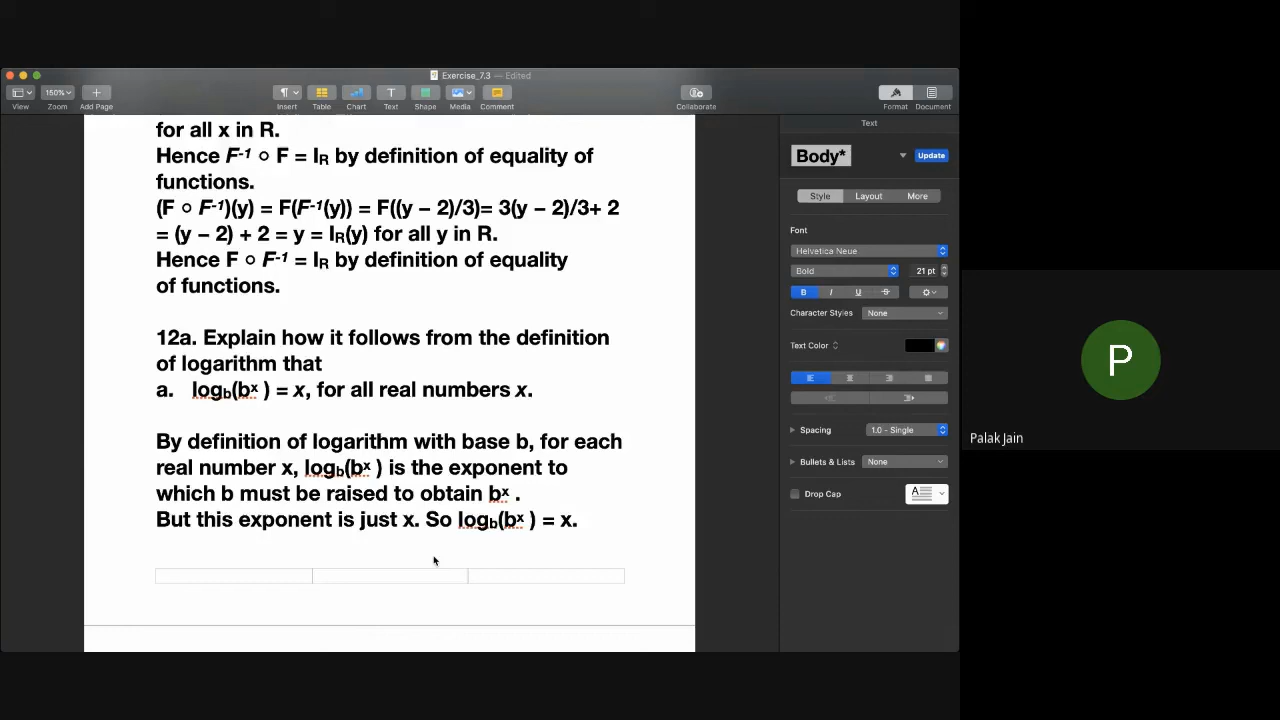 Exercise_7.3 — Edited
150%
View
Zoom
Add Page
Insert
Table
Chart
Text
Shape
Media
Comment
Collaborate
Format
Document
for all x in R.
Hence F⁻¹ ∘ F = I_R by definition of equality of
functions.
(F ∘ F⁻¹)(y) = F(F⁻¹(y)) = F((y − 2)/3)= 3(y − 2)/3+ 2
= (y − 2) + 2 = y = I_R(y) for all y in R.
Hence F ∘ F⁻¹ = I_R by definition of equality
of functions.
12a. Explain how it follows from the definition
of logarithm that
a. log_b(bˣ ) = x, for all real numbers x.
By definition of logarithm with base b, for each
real number x, log_b(bˣ ) is the exponent to
which b must be raised to obtain bˣ .
But this exponent is just x. So log_b(bˣ ) = x.
Text
Body*
Update
Style
Layout
More
Font
Helvetica Neue
Bold
21 pt
B
I
U
S
Character Styles
None
Text Color
Spacing
1.0 - Single
Bullets & Lists
None
Drop Cap
A
P
Palak Jain